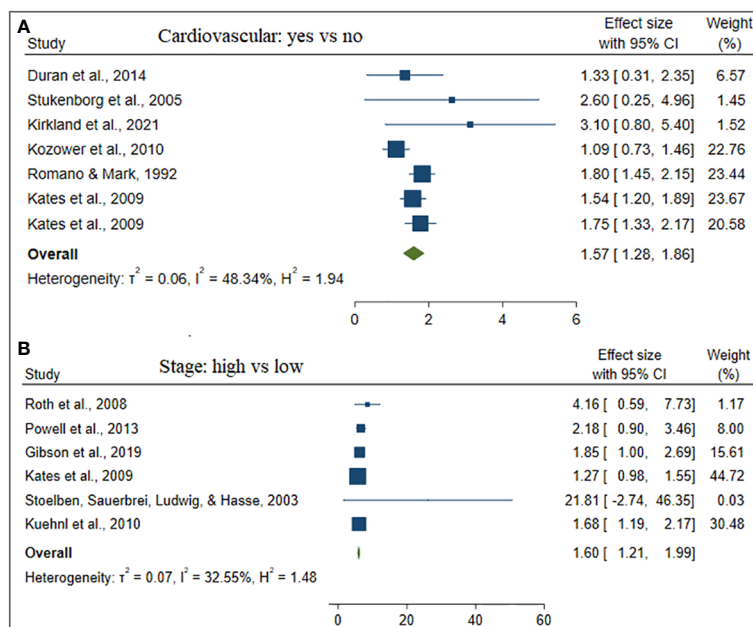 A
Cardiovascular: yes vs no
Effect size Weight
Study with 95% CI (%)
Duran et al., 2014 1.33 [ 0.31, 2.35] 6.57
Stukenborg et al., 2005 2.60 [ 0.25, 4.96] 1.45
Kirkland et al., 2021 3.10 [ 0.80, 5.40] 1.52
Kozower et al., 2010 1.09 [ 0.73, 1.46] 22.76
Romano & Mark, 1992 1.80 [ 1.45, 2.15] 23.44
Kates et al., 2009 1.54 [ 1.20, 1.89] 23.67
Kates et al., 2009 1.75 [ 1.33, 2.17] 20.58
Overall 1.57 [ 1.28, 1.86]
Heterogeneity: τ² = 0.06, I² = 48.34%, H² = 1.94
0 2 4 6
B
Stage: high vs low
Effect size Weight
Study with 95% CI (%)
Roth et al., 2008 4.16 [ 0.59, 7.73] 1.17
Powell et al., 2013 2.18 [ 0.90, 3.46] 8.00
Gibson et al., 2019 1.85 [ 1.00, 2.69] 15.61
Kates et al., 2009 1.27 [ 0.98, 1.55] 44.72
Stoelben, Sauerbrei, Ludwig, & Hasse, 2003 21.81 [ -2.74, 46.35] 0.03
Kuehnl et al., 2010 1.68 [ 1.19, 2.17] 30.48
Overall 1.60 [ 1.21, 1.99]
Heterogeneity: τ² = 0.07, I² = 32.55%, H² = 1.48
0 20 40 60